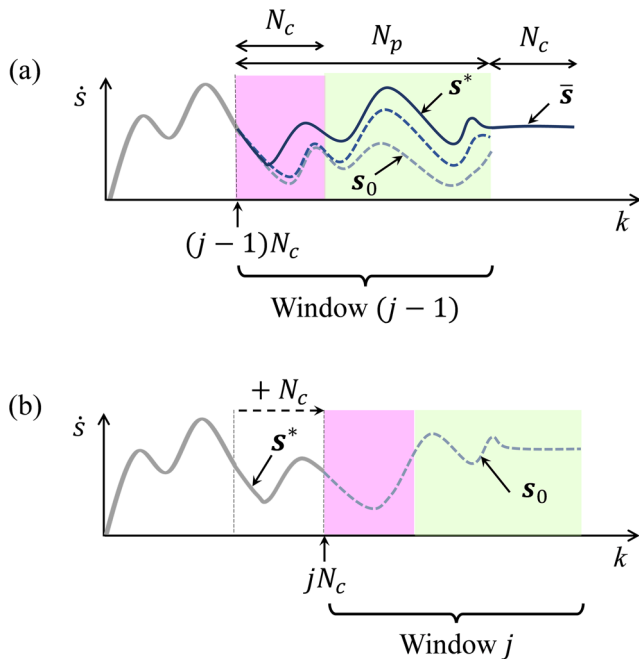 N_c N_p N_c
(a)
ṡ
s* s̄
s_0
k
(j − 1)N_c
Window (j − 1)
(b)
+ N_c
ṡ
s*
s_0
k
jN_c
Window j